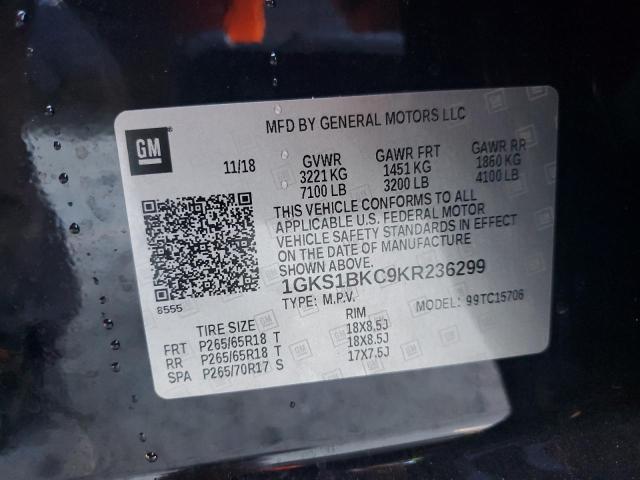 GM
MFD BY GENERAL MOTORS LLC
11/18
GVWR GAWR FRT GAWR RR
3221 KG 1451 KG 1860 KG
7100 LB 3200 LB 4100 LB
THIS VEHICLE CONFORMS TO ALL
APPLICABLE U.S. FEDERAL MOTOR
VEHICLE SAFETY STANDARDS IN EFFECT
ON THE DATE OF MANUFACTURE
SHOWN ABOVE.
1GKS1BKC9KR236299
8555
TYPE: M.P.V. MODEL: 99TC15706
TIRE SIZE RIM
FRT P265/65R18 T 18X8.5J
RR P265/65R18 T 18X8.5J
SPA P265/70R17 S 17X7.5J